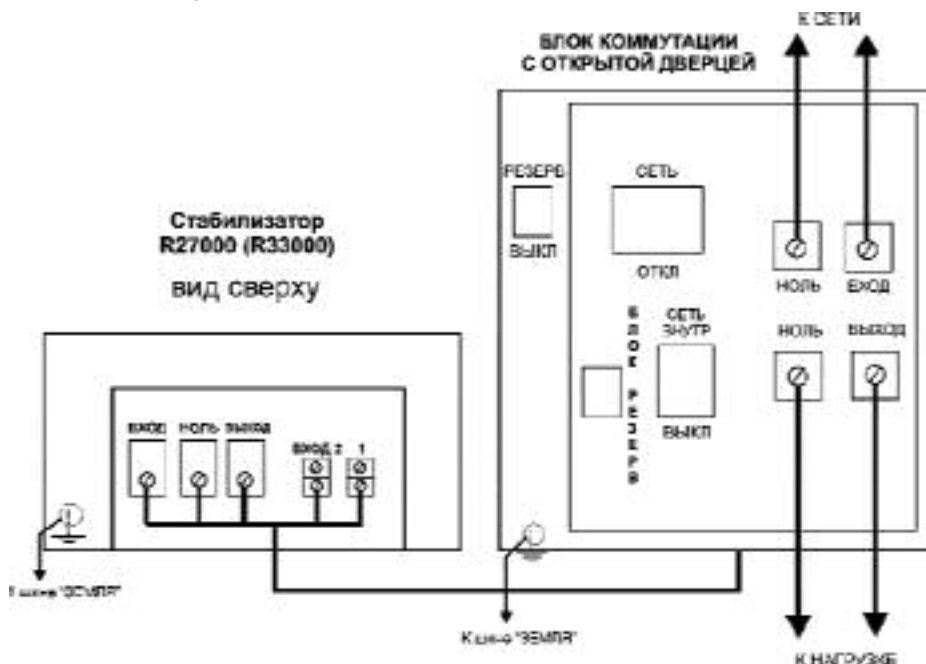 К СЕТИ
БЛОК КОММУТАЦИИ
С ОТКРЫТОЙ ДВЕРЦЕЙ
РЕЗЕРВ
СЕТЬ
ВЫКЛ
ОТКЛ
НОЛЬ
ВХОД
Стабилизатор
R27000 (R33000)
вид сверху
БЛОК РЕЗЕРВ
СЕТЬ
ВНУТР
ВЫКЛ
НОЛЬ
ВЫХОД
ВХОД
НОЛЬ
ВЫХОД
ВХОД 2
1
К шине "ЗЕМЛЯ"
К шине "ЗЕМЛЯ"
К НАГРУЗКЕ